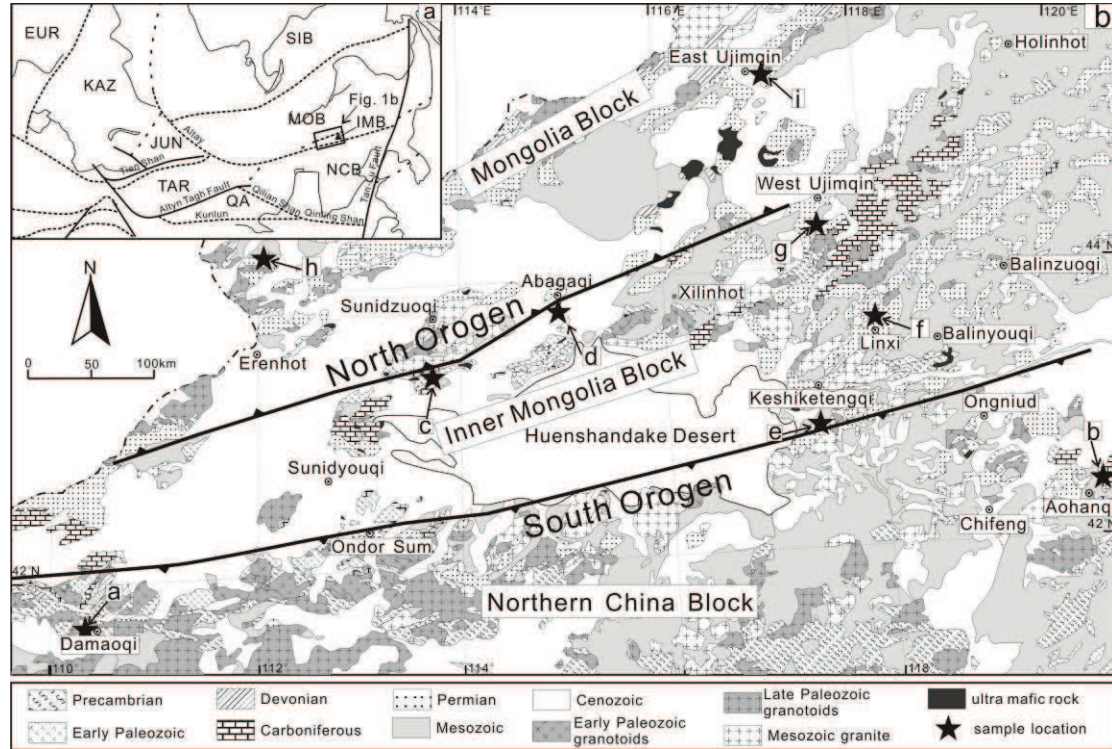 a
EUR
SIB
KAZ
Fig. 1b
MOB
IMB
Altay
JUN
NCB
Tien Shan
TAR
Altyn Tagh Fault
QA
Qilian Shan
Qinling Shan
Kunlun
Tan Lu Fault
114°E
116°E
118°E
120°E
b
Holinhot
East Ujimqin
i
Mongolia Block
West Ujimqin
g
44°N
Balinzuoqi
h
N
Abagaqi
Xilinhot
Sunidzuoqi
North Orogen
d
f
Linxi
Balinyouqi
0 50 100km
Erenhot
c
Inner Mongolia Block
Keshiketengqi
Ongniud
e
Huenshandake Desert
b
Sunidyouqi
South Orogen
Aohanqi
Chifeng
42°N
Ondor Sum
42 N
a
Northern China Block
Damaoqi
110
112
114
118
Precambrian
Devonian
Permian
Cenozoic
Late Paleozoic
granotoids
ultra mafic rock
Early Paleozoic
Carboniferous
Mesozoic
Early Paleozoic
granotoids
Mesozoic granite
sample location